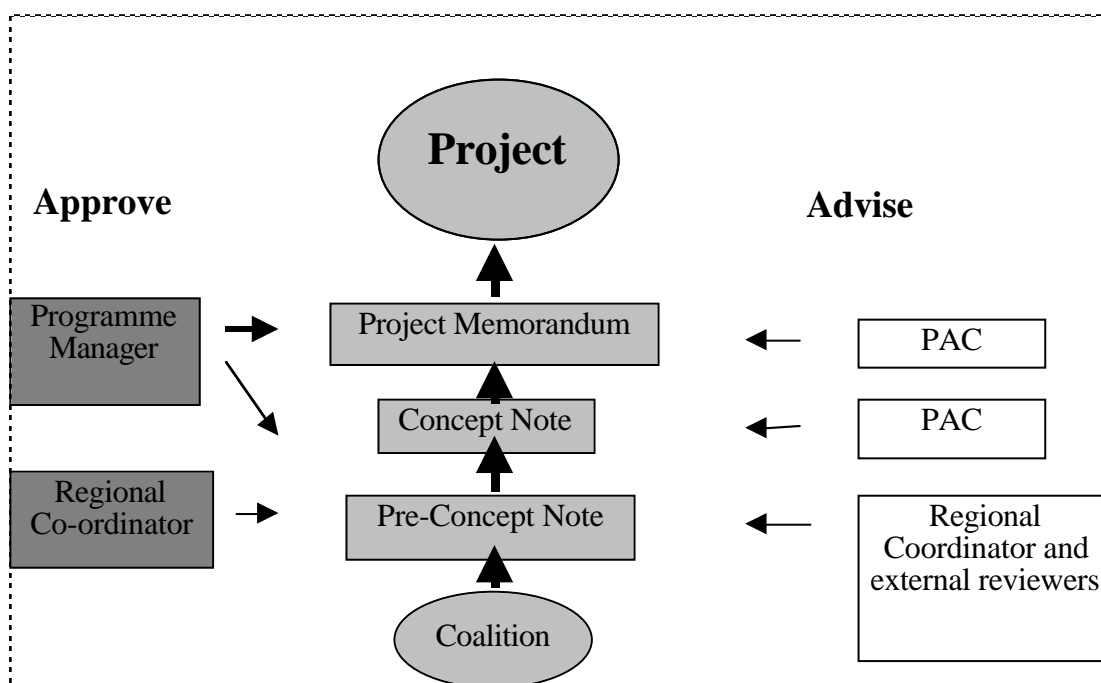 Project
Approve
Advise
Programme
Manager
Project Memorandum
PAC
Concept Note
PAC
Regional
Co-ordinator
Pre-Concept Note
Regional
Coordinator and
external reviewers
Coalition